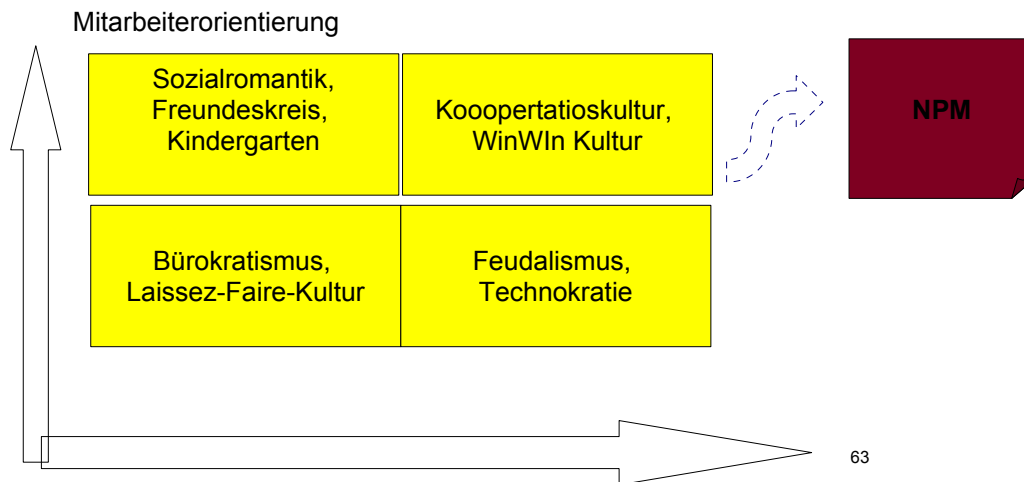 Mitarbeiterorientierung
Sozialromantik,
Freundeskreis,
Kindergarten
Kooopertatioskultur,
WinWIn Kultur
NPM
Bürokratismus,
Laissez-Faire-Kultur
Feudalismus,
Technokratie
63